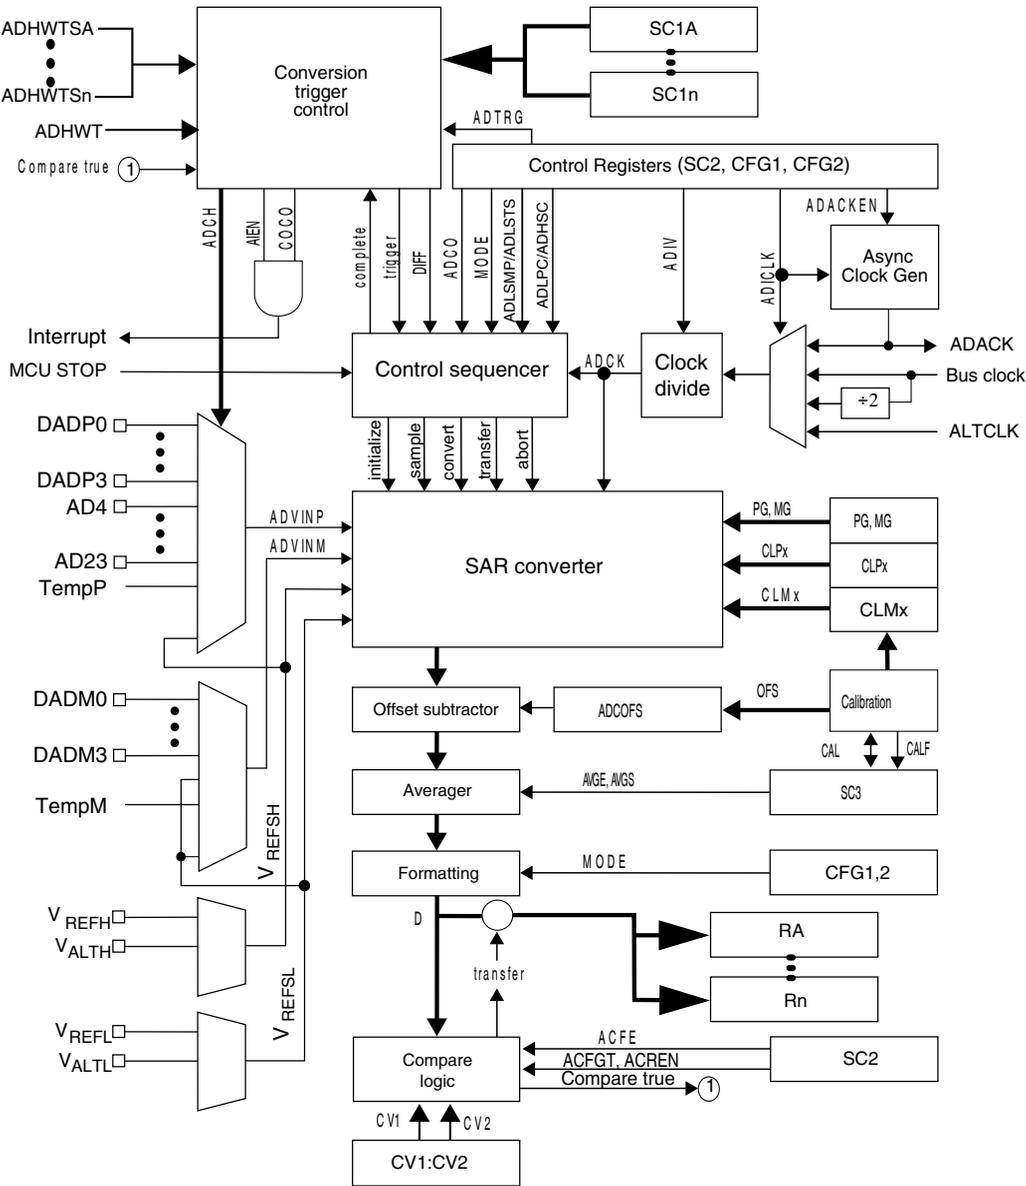 ADHWTSA
ADHWTSn
ADHWT
Compare true 1
Conversion
trigger
control
SC1A
SC1n
ADTRG
Control Registers (SC2, CFG1, CFG2)
ADCH
AIEN
COCO
complete
trigger
DIFF
ADCO
MODE
ADLSMP/ADLSTS
ADLPC/ADHSC
ADIV
ADICLK
ADACKEN
Async
Clock Gen
Interrupt
MCU STOP
Control sequencer
ADCK
Clock
divide
ADACK
Bus clock
÷2
ALTCLK
initialize
sample
convert
transfer
abort
DADP0
DADP3
AD4
AD23
TempP
ADVINP
ADVINM
SAR converter
PG, MG
PG, MG
CLPx
CLPx
CLMx
CLMx
DADM0
DADM3
TempM
Offset subtractor
ADCOFS
OFS
Calibration
CAL
CALF
Averager
AVGE, AVGS
SC3
Formatting
MODE
CFG1,2
V REFSH
V REFSL
V REFH
VALTH
VREFL
VALTL
D
transfer
RA
Rn
Compare
logic
ACFE
ACFGT, ACREN
Compare true 1
SC2
CV1
CV2
CV1:CV2